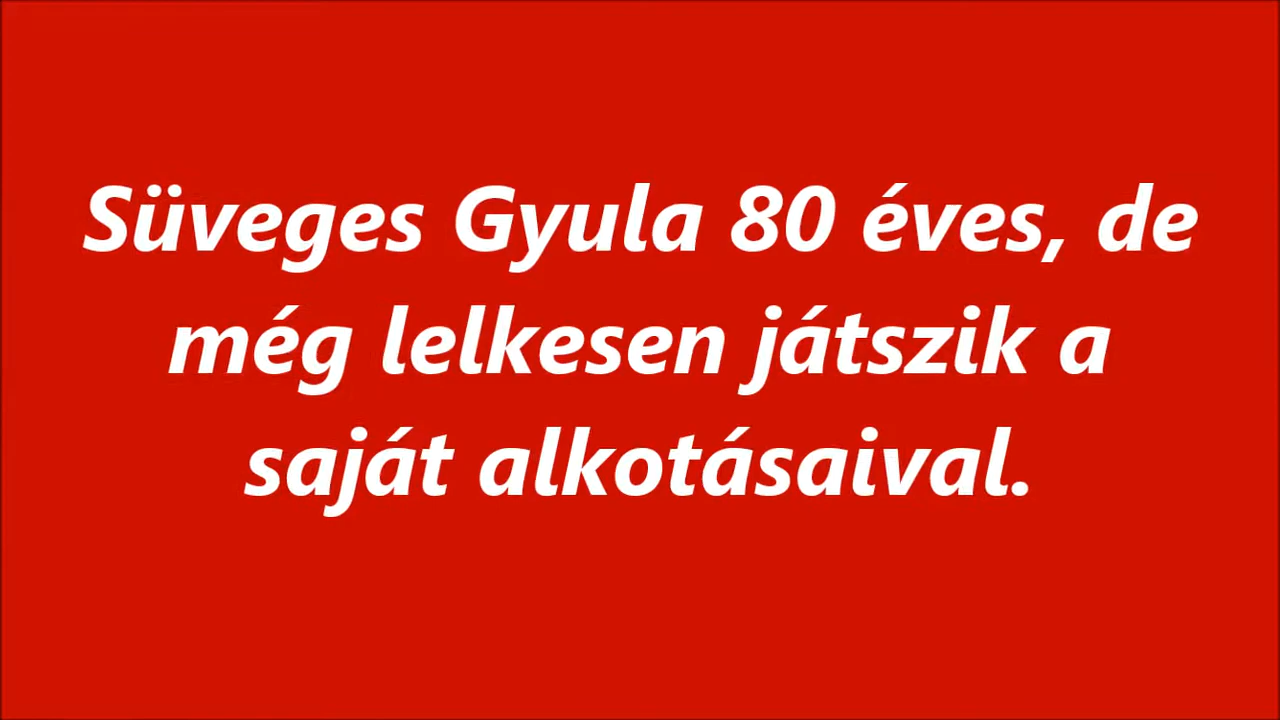 Süveges Gyula 80 éves, de
még lelkesen játszik a
saját alkotásaival.